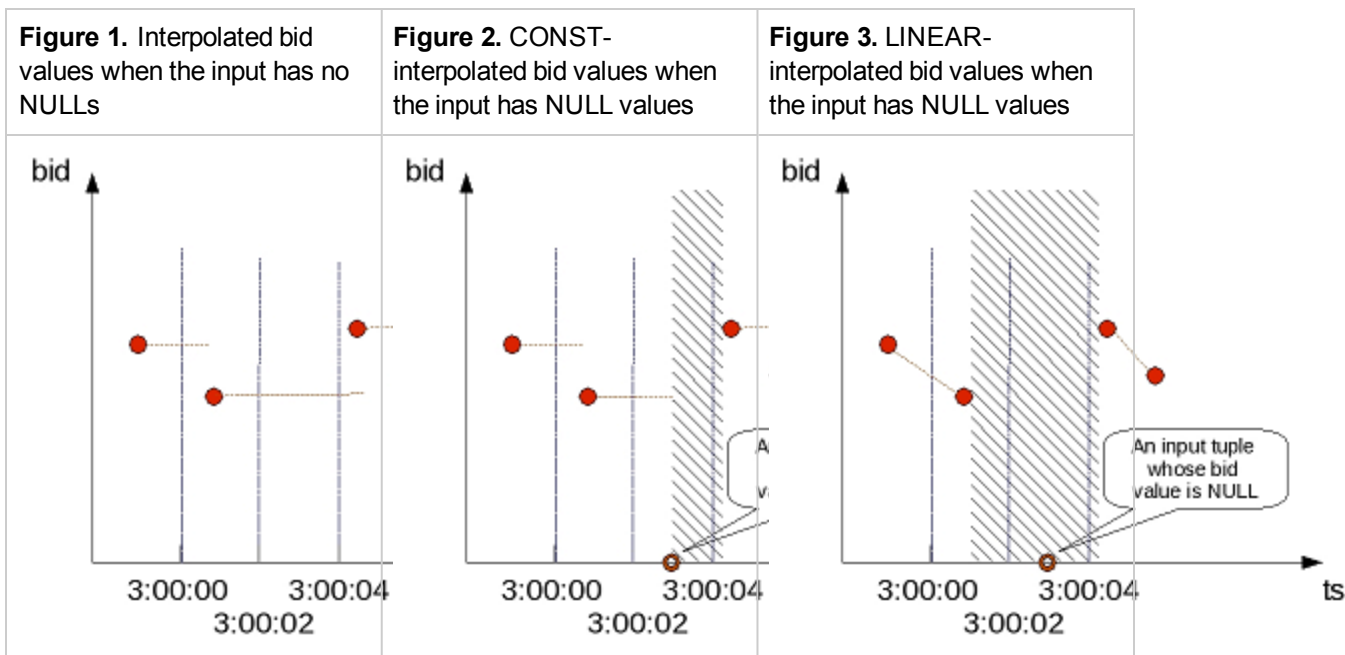 Figure 1. Interpolated bid
values when the input has no
NULLs
Figure 2. CONST-
interpolated bid values when
the input has NULL values
Figure 3. LINEAR-
interpolated bid values when
the input has NULL values
bid
3:00:00
3:00:04
3:00:02
bid
3:00:00
3:00:04
3:00:02
bid
An input tuple
whose bid
value is NULL
3:00:00
3:00:04
ts
3:00:02